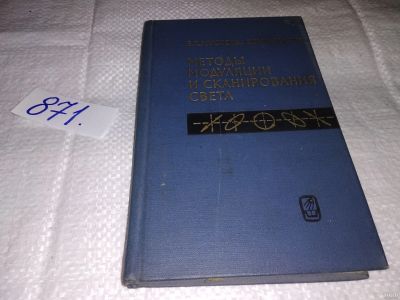 871.
МЕТОДЫ
МОДУЛЯЦИИ
И СКАНИРОВАНИЯ
СВЕТА